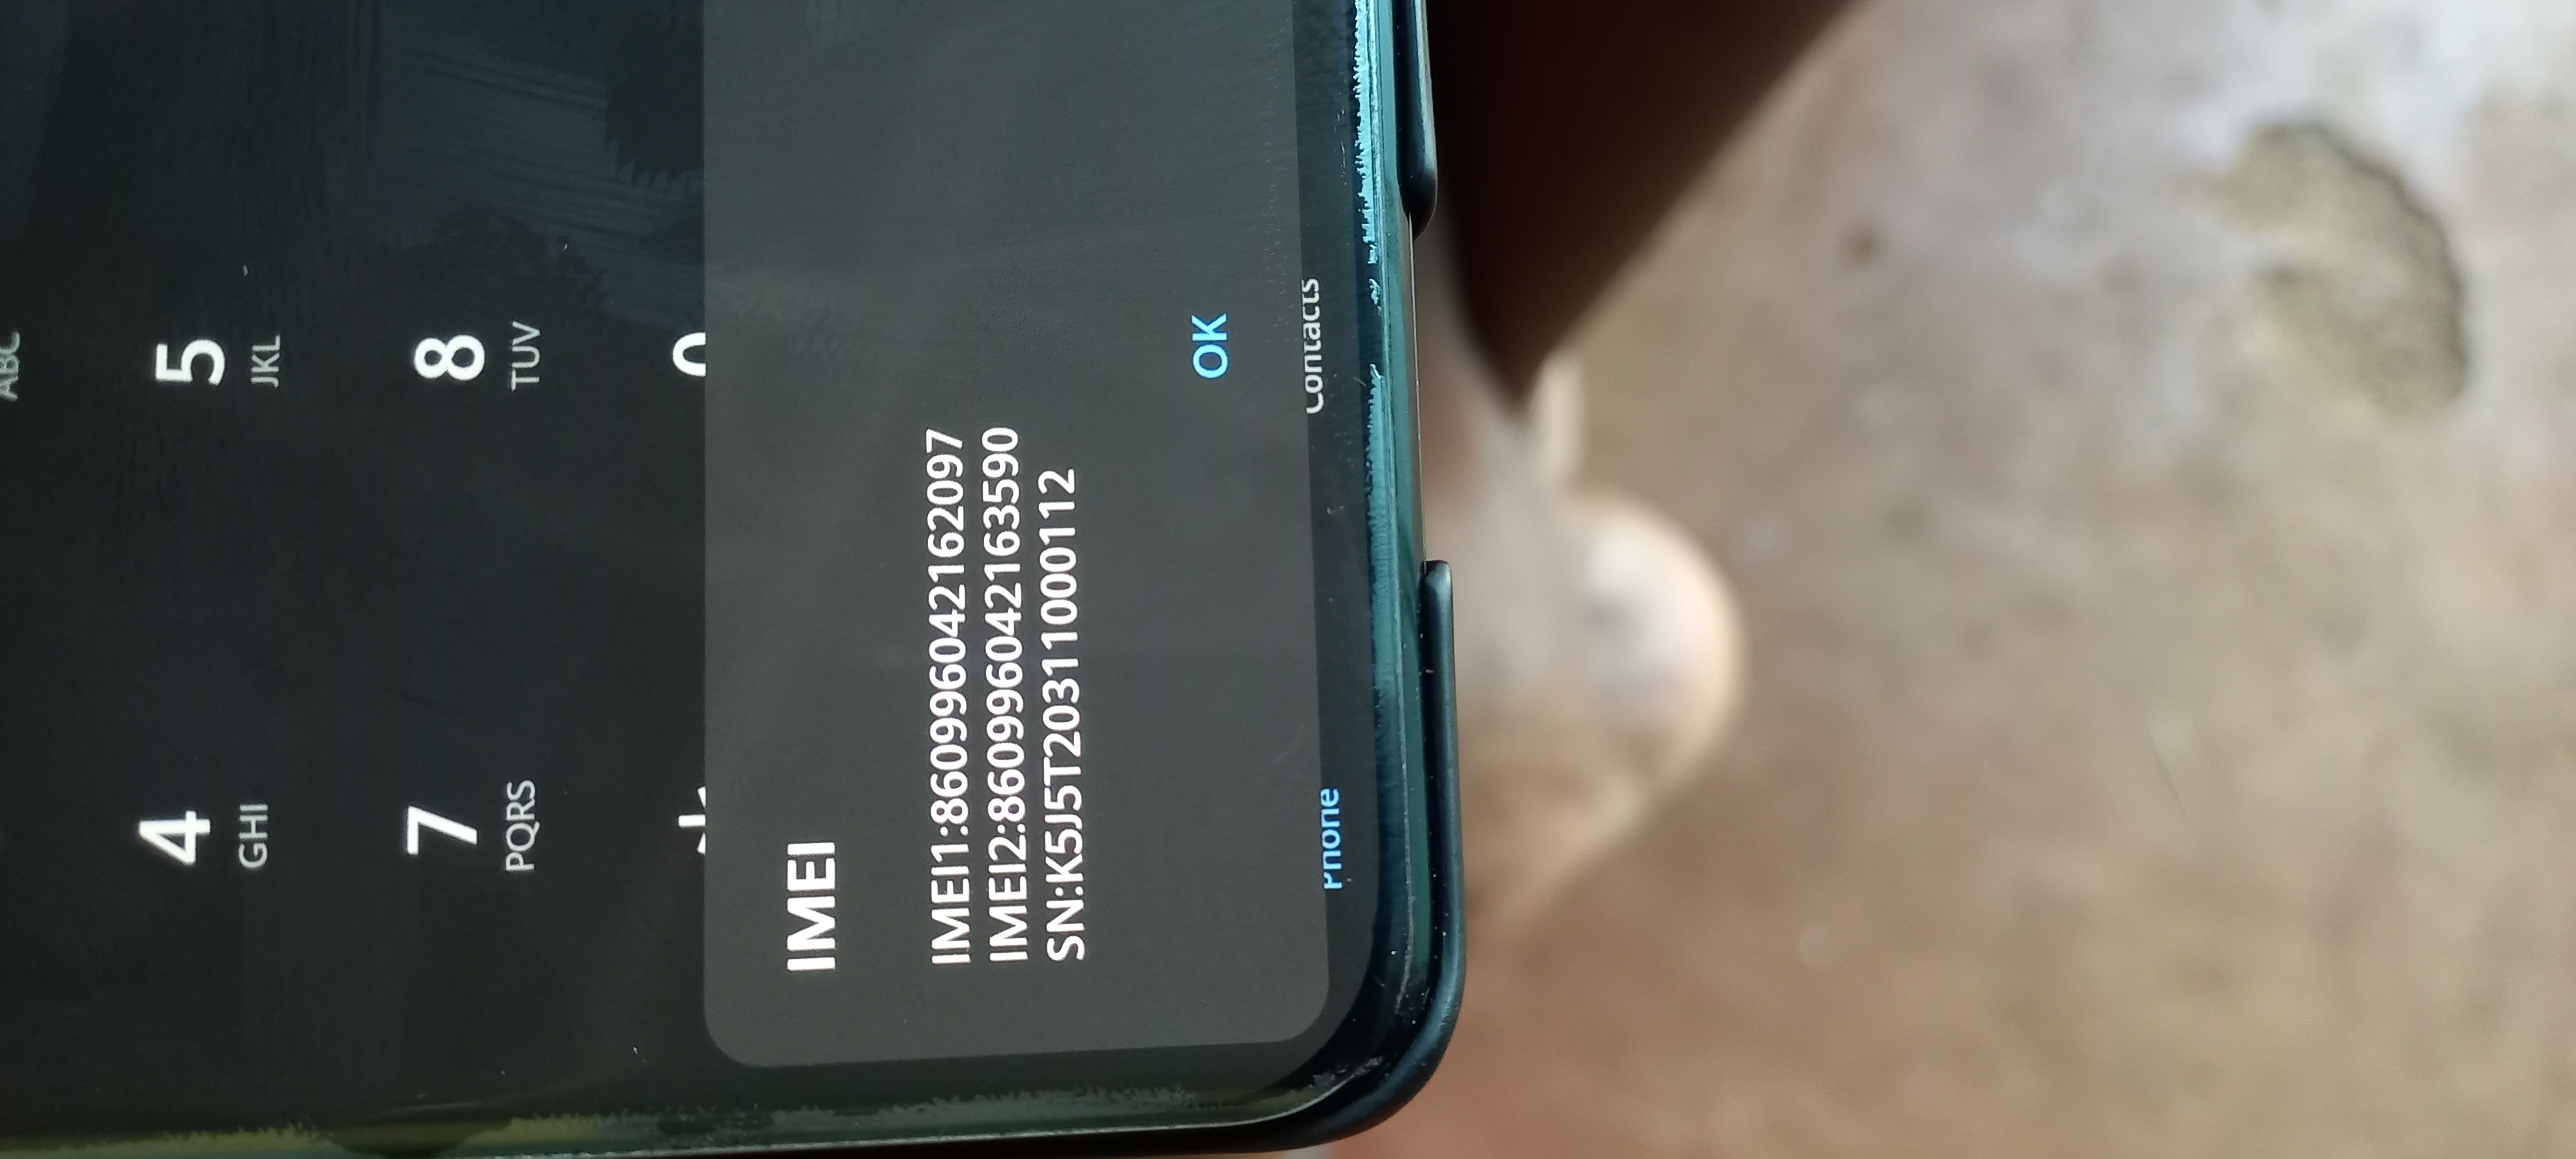 ABC
4
5
GHI
JKL
7
8
PQRS
TUV
0
IMEI
IMEI1:860996042162097
IMEI2:860996042163590
SN:K5J5T20311000112
OK
Phone
Contacts